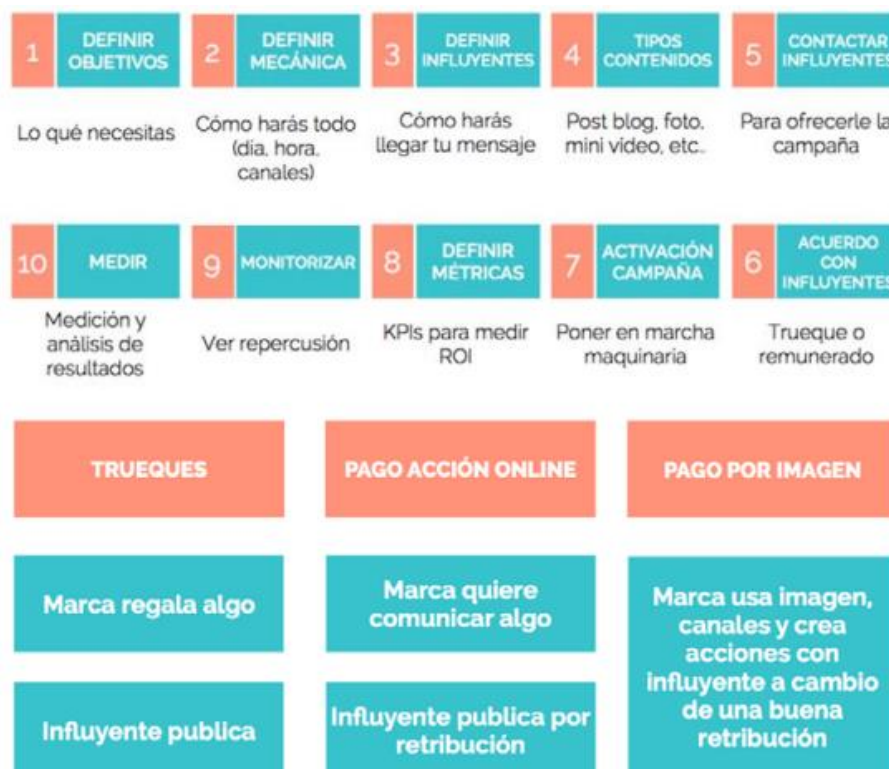 1
DEFINIR
OBJETIVOS
Lo qué necesitas
2
DEFINIR
MECÁNICA
Cómo harás todo
(día, hora,
canales)
3
DEFINIR
INFLUYENTES
Cómo harás
llegar tu mensaje
4
TIPOS
CONTENIDOS
Post blog, foto,
mini vídeo, etc..
5
CONTACTAR
INFLUYENTES
Para ofrecerle la
campaña
10
MEDIR
Medición y
análisis de
resultados
9
MONITORIZAR
Ver repercusión
8
DEFINIR
MÉTRICAS
KPIs para medir
ROI
7
ACTIVACIÓN
CAMPAÑA
Poner en marcha
maquinaria
6
ACUERDO
CON
INFLUYENTES
Trueque o
remunerado
TRUEQUES
Marca regala algo
Influyente publica
PAGO ACCIÓN ONLINE
Marca quiere
comunicar algo
Influyente publica por
retribución
PAGO POR IMAGEN
Marca usa imagen,
canales y crea
acciones con
influyente a cambio
de una buena
retribución